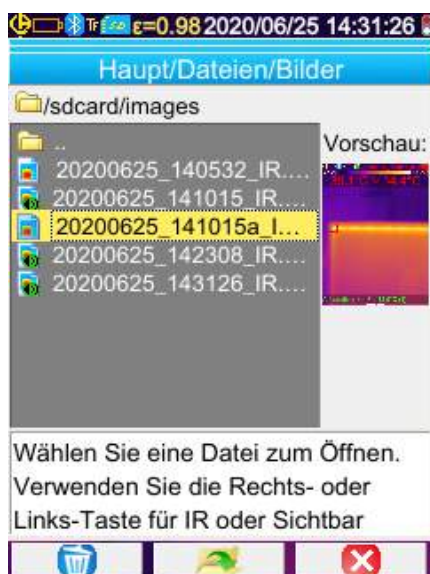 TF ε=0.98 2020/06/25 14:31:26
Haupt/Dateien/Bilder
/sdcard/images
..
Vorschau:
20200625_140532_IR....
20200625_141015_IR....
20200625_141015a_I...
20200625_142308_IR....
20200625_143126_IR....
Wählen Sie eine Datei zum Öffnen.
Verwenden Sie die Rechts- oder
Links-Taste für IR oder Sichtbar